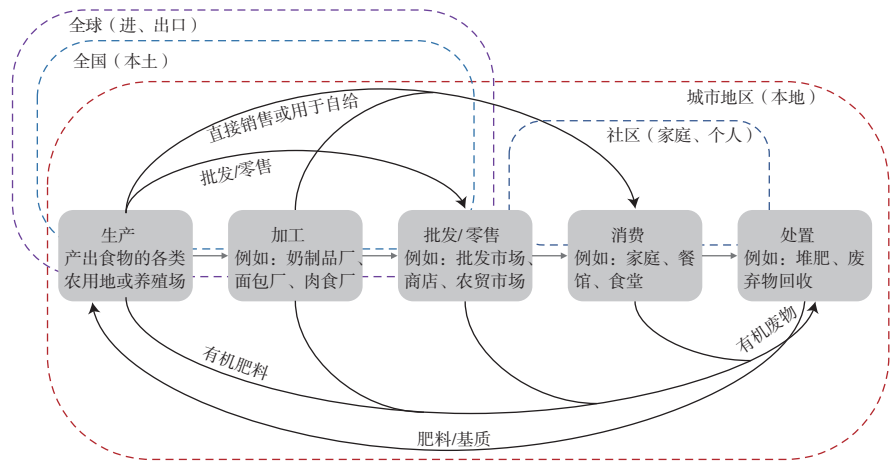 全球（进、出口）
全国（本土）
城市地区（本地）
直接销售或用于自给
社区（家庭、个人）
批发/零售
生产
产出食物的各类
农用地或养殖场
加工
例如：奶制品厂、
面包厂、肉食厂
批发/零售
例如：批发市场、
商店、农贸市场
消费
例如：家庭、餐
馆、食堂
处置
例如：堆肥、废
弃物回收
有机肥料
有机废物
肥料/基质